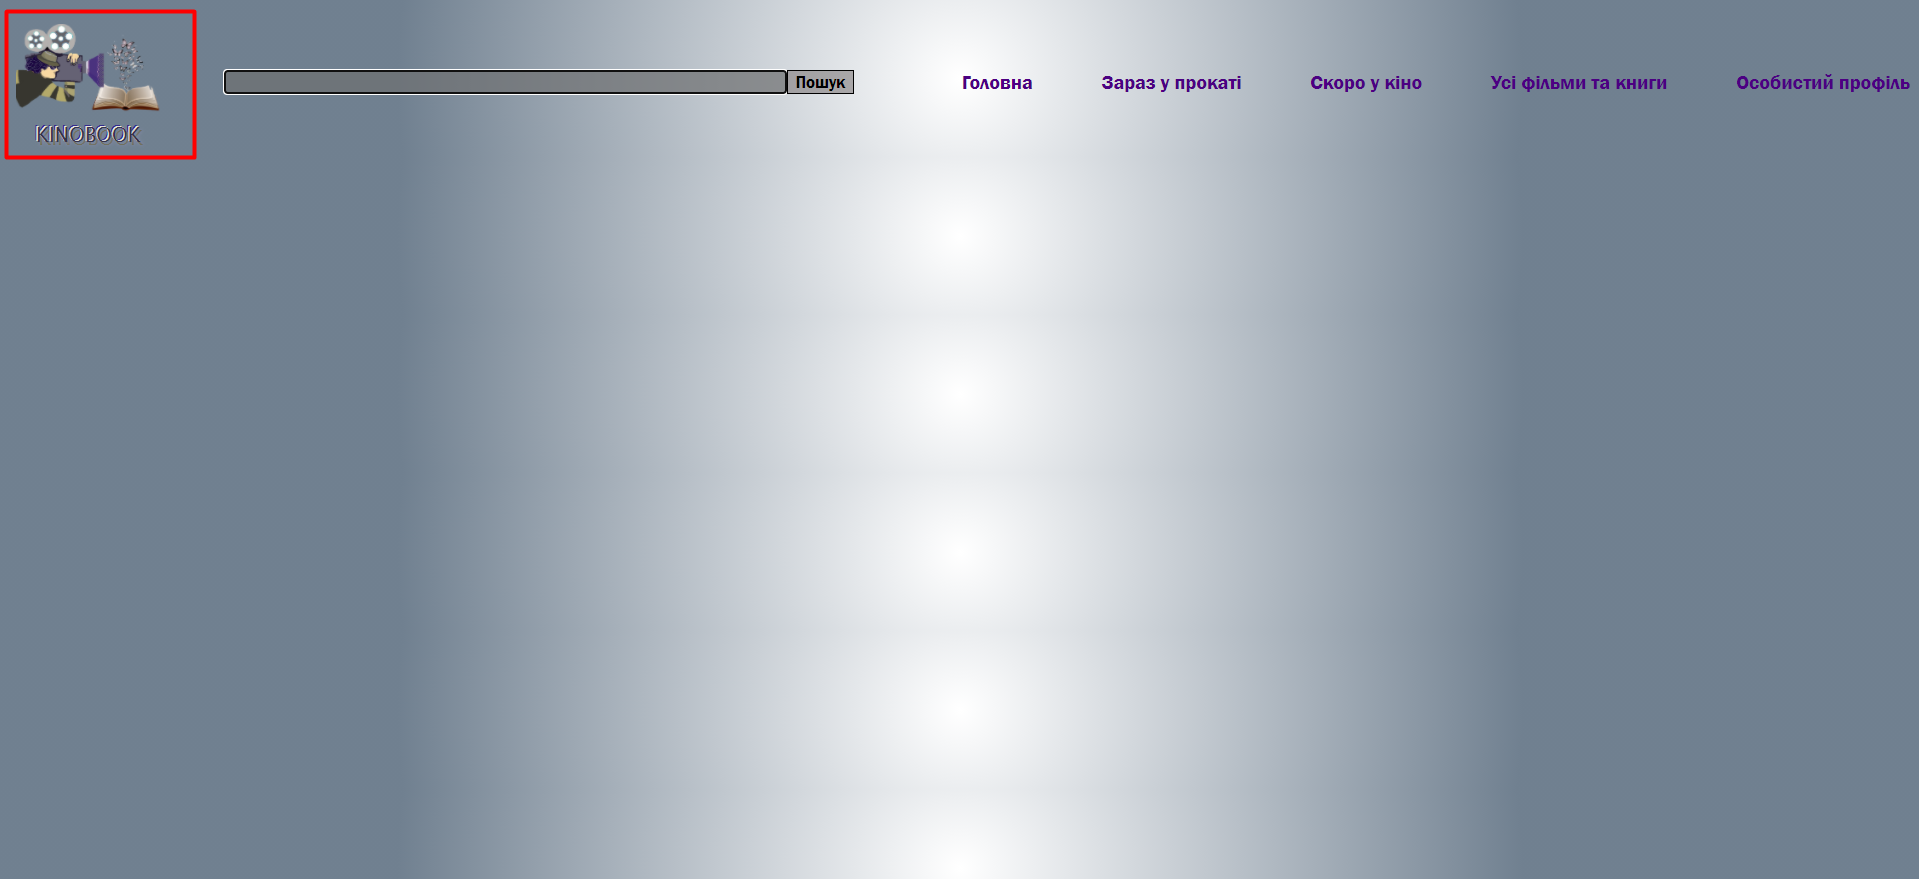 KINOBOOK
Пошук
Головна
Зараз у прокаті
Скоро у кіно
Усі фільми та книги
Особистий профіль